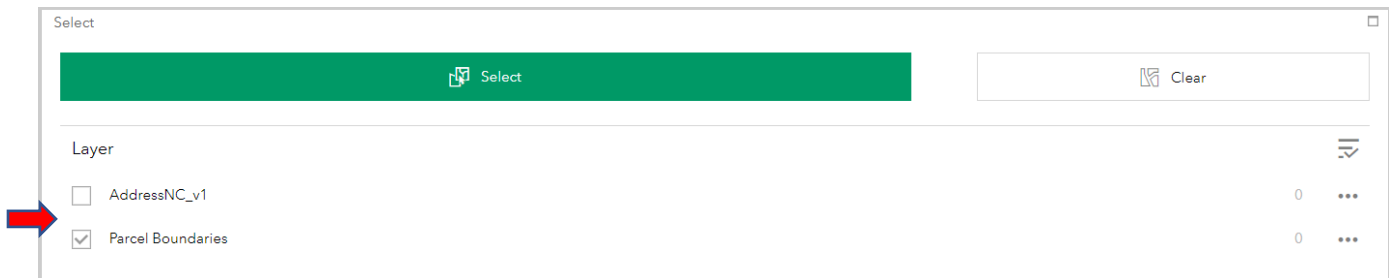 Select
Select
Clear
Layer
AddressNC_v1 0
Parcel Boundaries 0